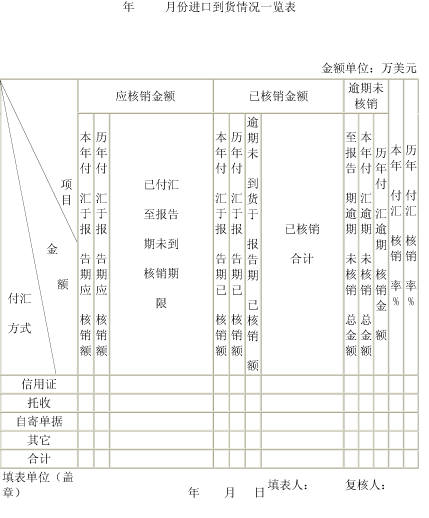 年 月份进口到货情况一览表
金额单位：万美元
应核销金额 已核销金额 逾期未核销
项目
金额
付汇方式
本年付汇于报告期应核销额
历年付汇于报告期应核销额
已付汇至报告期未到核销期限
本年付汇于报告期已核销额
历年付汇于报告期已核销额
逾期未到货于报告期已核销额
已核销合计
至报告期逾期未核销总金额
本年付汇逾期未核销总金额
历年付汇逾期核销金额
本年付汇核销率%
历年付汇核销率%
信用证
托收
自寄单据
其它
合计
填表单位（盖章） 年 月 日 填表人： 复核人：